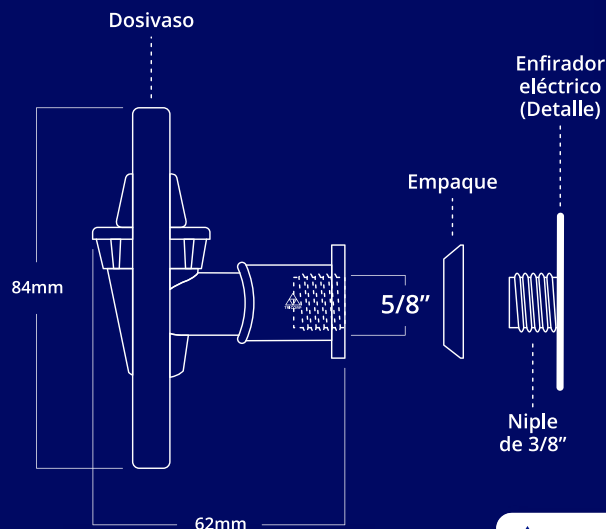 Dosivaso
Enfirador
eléctrico
(Detalle)
Empaque
84mm
5/8”
Niple
de 3/8”
62mm